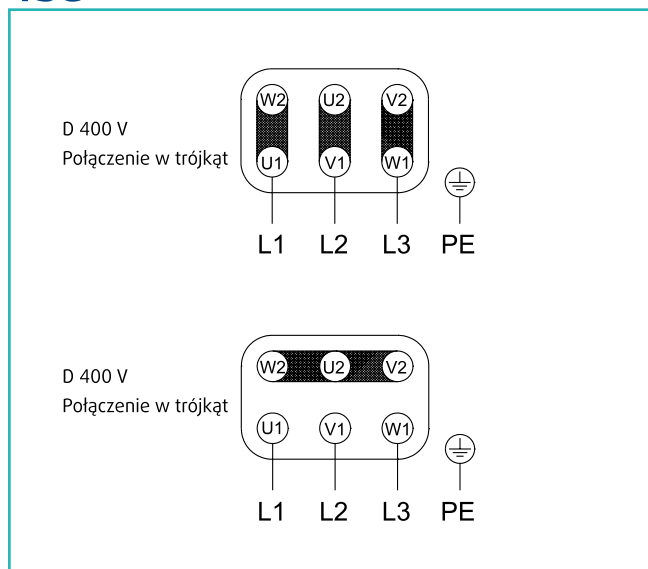 W2 U2 V2
D 400 V
Połączenie w trójkąt
U1 V1 W1
L1 L2 L3 PE
W2 U2 V2
D 400 V
Połączenie w trójkąt
U1 V1 W1
L1 L2 L3 PE